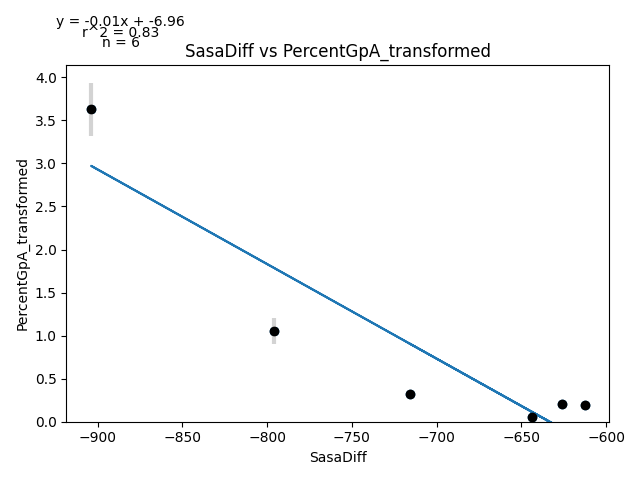 y = -0.01x + -6.96
r^2 = 0.83
n = 6
SasaDiff vs PercentGpA_transformed
4.0
3.5
3.0
2.5
2.0
1.5
1.0
0.5
0.0
PercentGpA_transformed
−900 −850 −800 −750 −700 −650 −600
SasaDiff